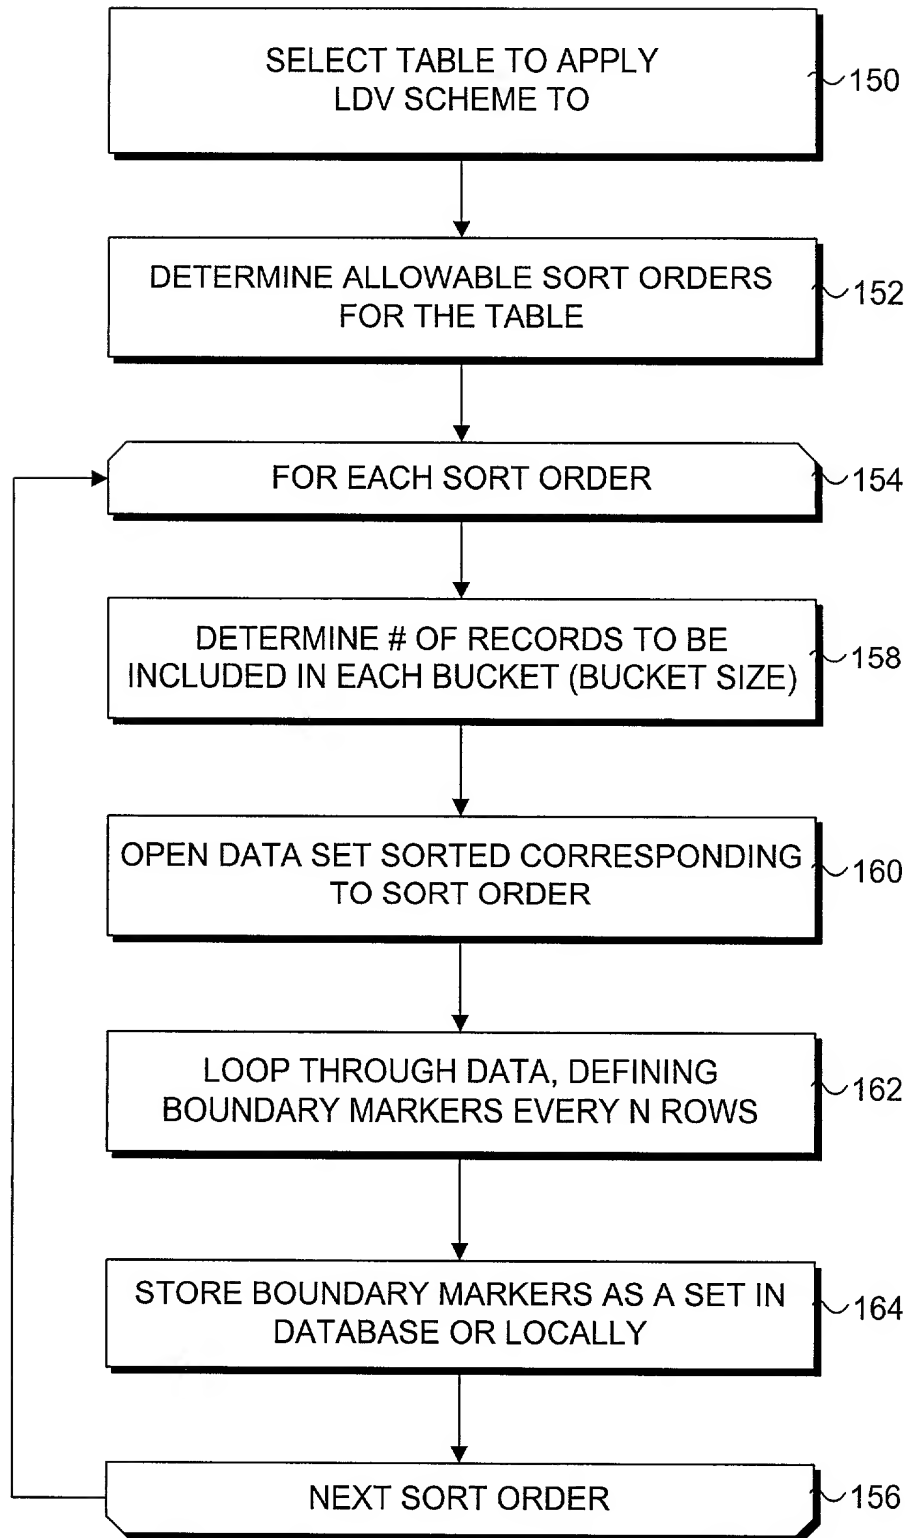 SELECT TABLE TO APPLY
LDV SCHEME TO
150
DETERMINE ALLOWABLE SORT ORDERS
FOR THE TABLE
152
FOR EACH SORT ORDER
154
DETERMINE # OF RECORDS TO BE
INCLUDED IN EACH BUCKET (BUCKET SIZE)
158
OPEN DATA SET SORTED CORRESPONDING
TO SORT ORDER
160
LOOP THROUGH DATA, DEFINING
BOUNDARY MARKERS EVERY N ROWS
162
STORE BOUNDARY MARKERS AS A SET IN
DATABASE OR LOCALLY
164
NEXT SORT ORDER
156